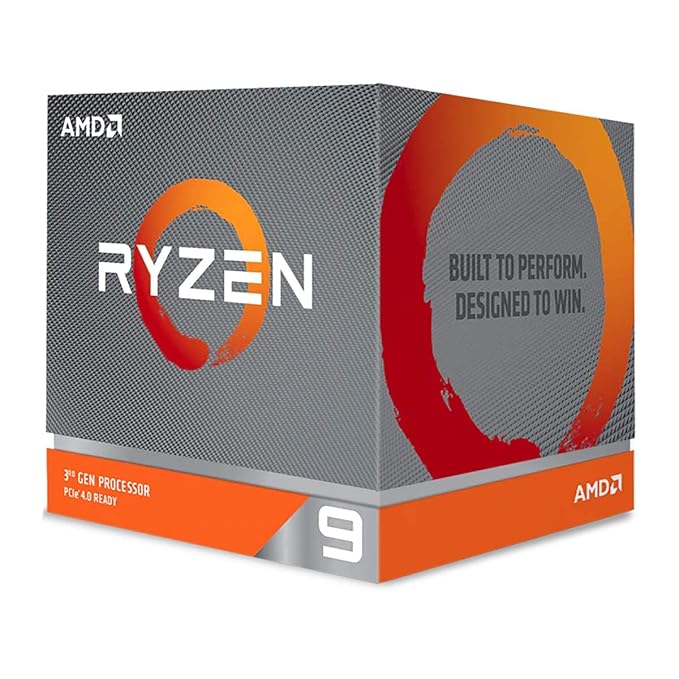 AMD
RYZEN
3RD GEN PROCESSOR
PCIe® 4.0 READY
9
BUILT TO PERFORM.
DESIGNED TO WIN.
AMD